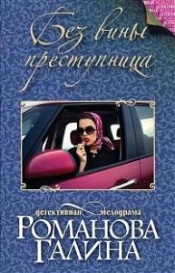 Без вины
преступница
детективная мелодрама
РОМАНОВА
ГАЛИНА